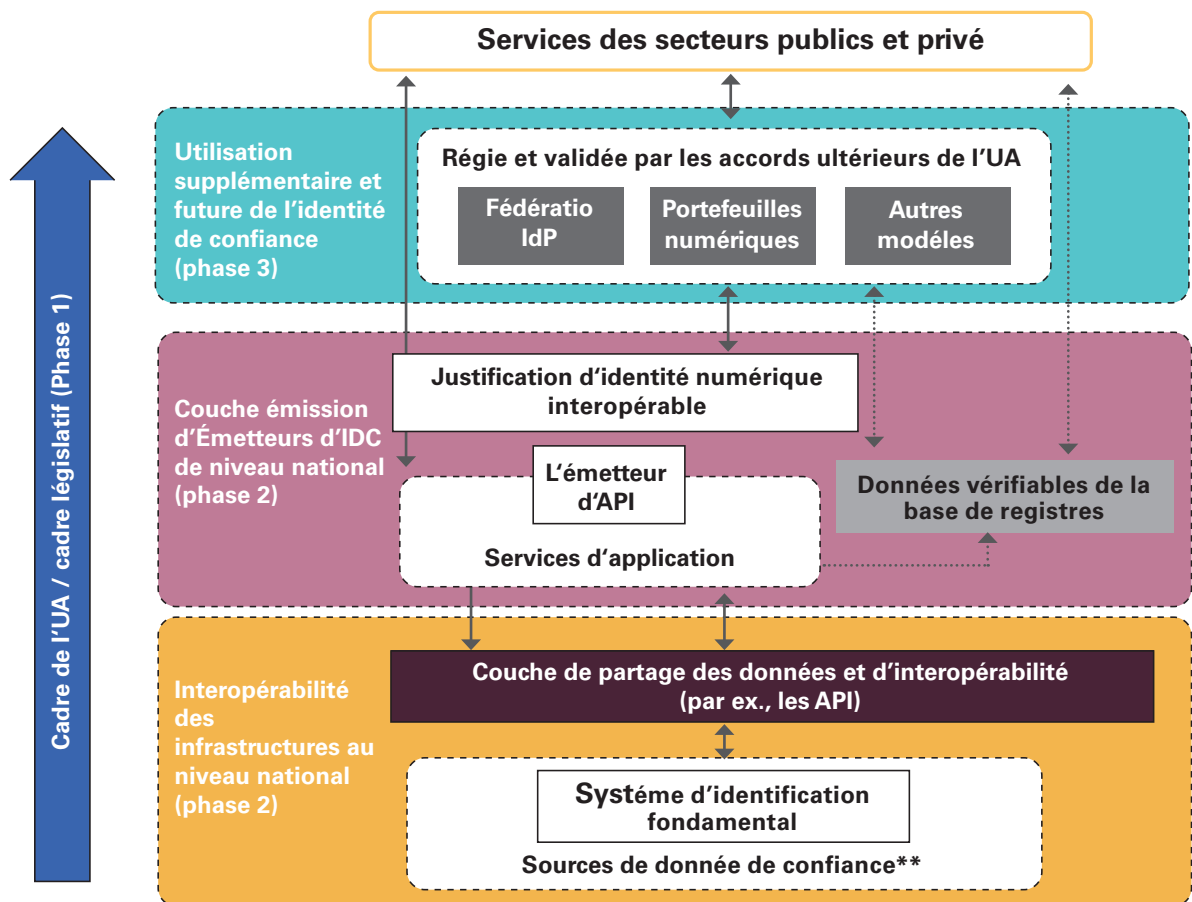 Services des secteurs publics et privé
Cadre de l'UA / cadre législatif (Phase 1)
Utilisation
supplémentaire et
future de l'identité
de confiance
(phase 3)
Régie et validée par les accords ultérieurs de l'UA
Fédératio
IdP
Portefeuilles
numériques
Autres
modéles
Couche émission
d'Émetteurs d'IDC
de niveau national
(phase 2)
Justification d'identité numérique
interopérable
L'émetteur
d'API
Services d'application
Données vérifiables de la
base de registres
Interopérabilité
des
infrastructures au
niveau national
(phase 2)
Couche de partage des données et d'interopérabilité
(par ex., les API)
Systéme d'identification
fondamental
Sources de donnée de confiance**